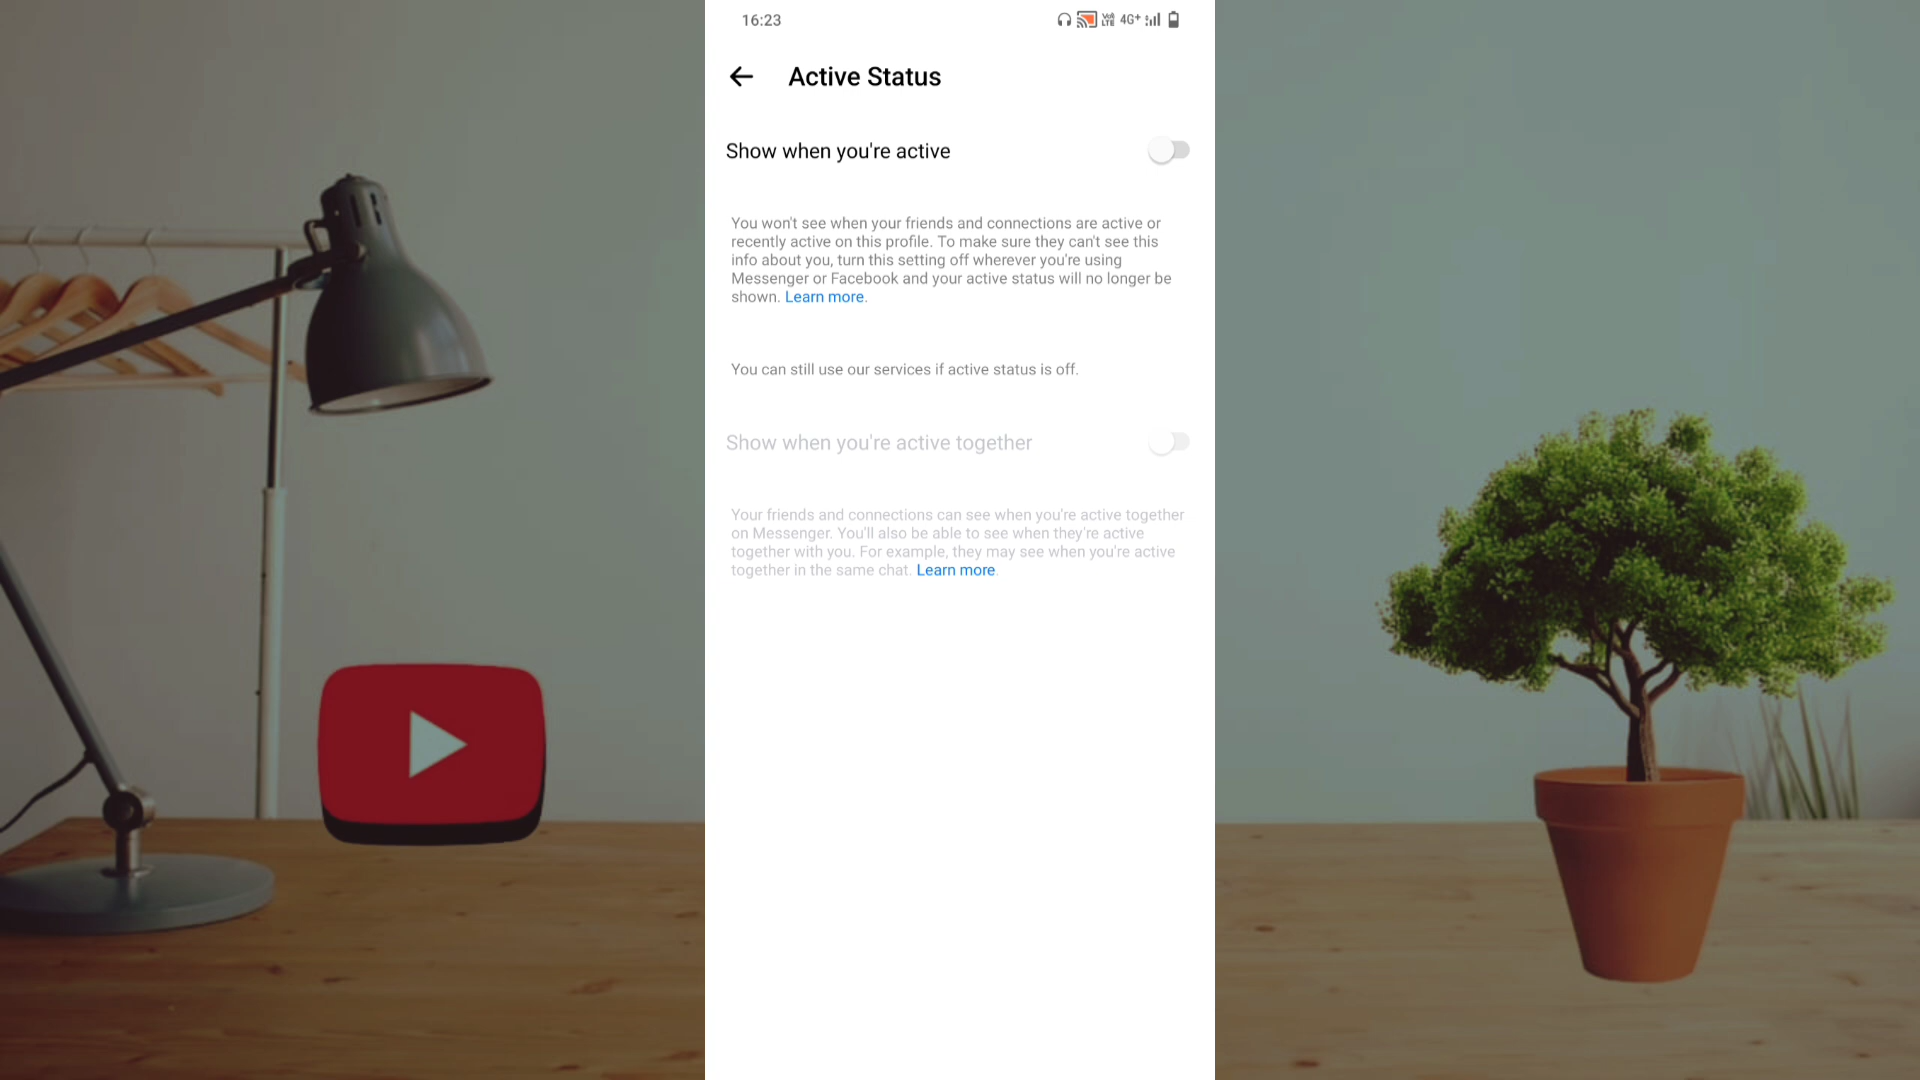 16:23
4G+
Active Status
Show when you're active
You won't see when your friends and connections are active or
recently active on this profile. To make sure they can't see this
info about you, turn this setting off wherever you're using
Messenger or Facebook and your active status will no longer be
shown. Learn more.
You can still use our services if active status is off.
Show when you're active together
Your friends and connections can see when you're active together
on Messenger. You'll also be able to see when they're active
together with you. For example, they may see when you're active
together in the same chat. Learn more.